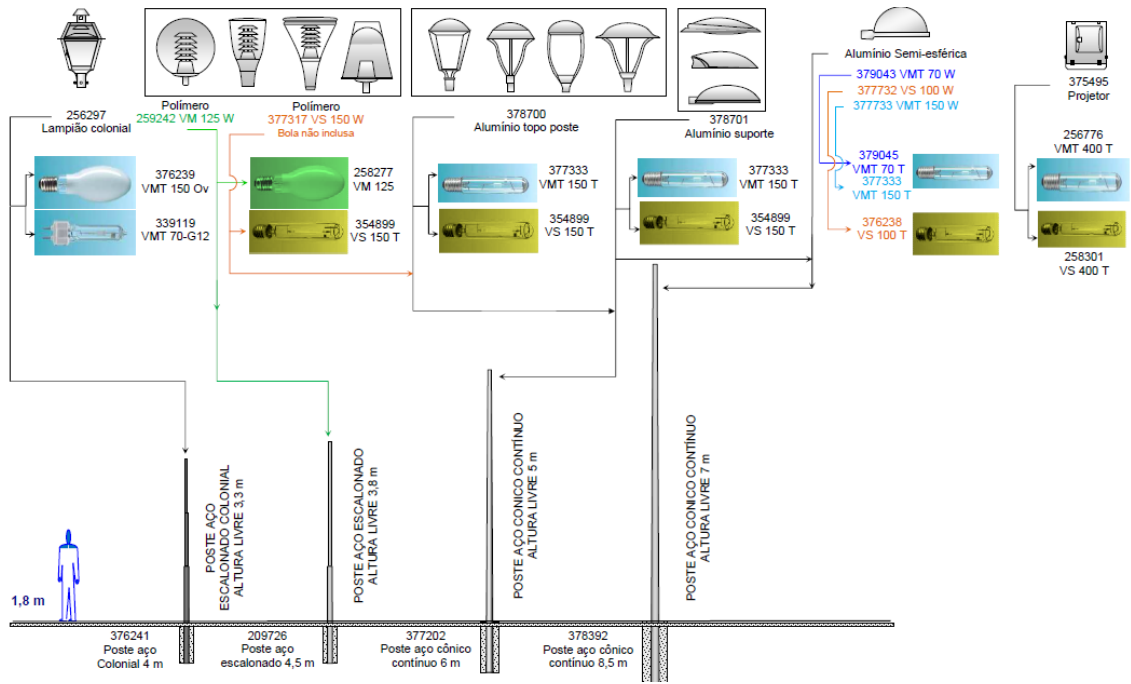 256297
Lampião colonial
Polímero
259242 VM 125 W
Polímero
377317 VS 150 W
Bola não inclusa
378700
Alumínio topo poste
378701
Alumínio suporte
Alumínio Semi-esférica
379043 VMT 70 W
377732 VS 100 W
377733 VMT 150 W
375495
Projetor
376239
VMT 150 Ov
339119
VMT 70-G12
258277
VM 125
354899
VS 150 T
377333
VMT 150 T
354899
VS 150 T
377333
VMT 150 T
354899
VS 150 T
379045
VMT 70 T
377333
VMT 150 T
376238
VS 100 T
256776
VMT 400 T
258301
VS 400 T
POSTE AÇO
ESCALONADO COLONIAL
ALTURA LIVRE 3,3 m
POSTE AÇO ESCALONADO
ALTURA LIVRE 3,8 m
POSTE AÇO CONICO CONTÍNUO
ALTURA LIVRE 5 m
POSTE AÇO CONICO CONTÍNUO
ALTURA LIVRE 7 m
1,8 m
376241
Poste aço
Colonial 4 m
209726
Poste aço
escalonado 4,5 m
377202
Poste aço cônico
contínuo 6 m
378392
Poste aço cônico
contínuo 8,5 m